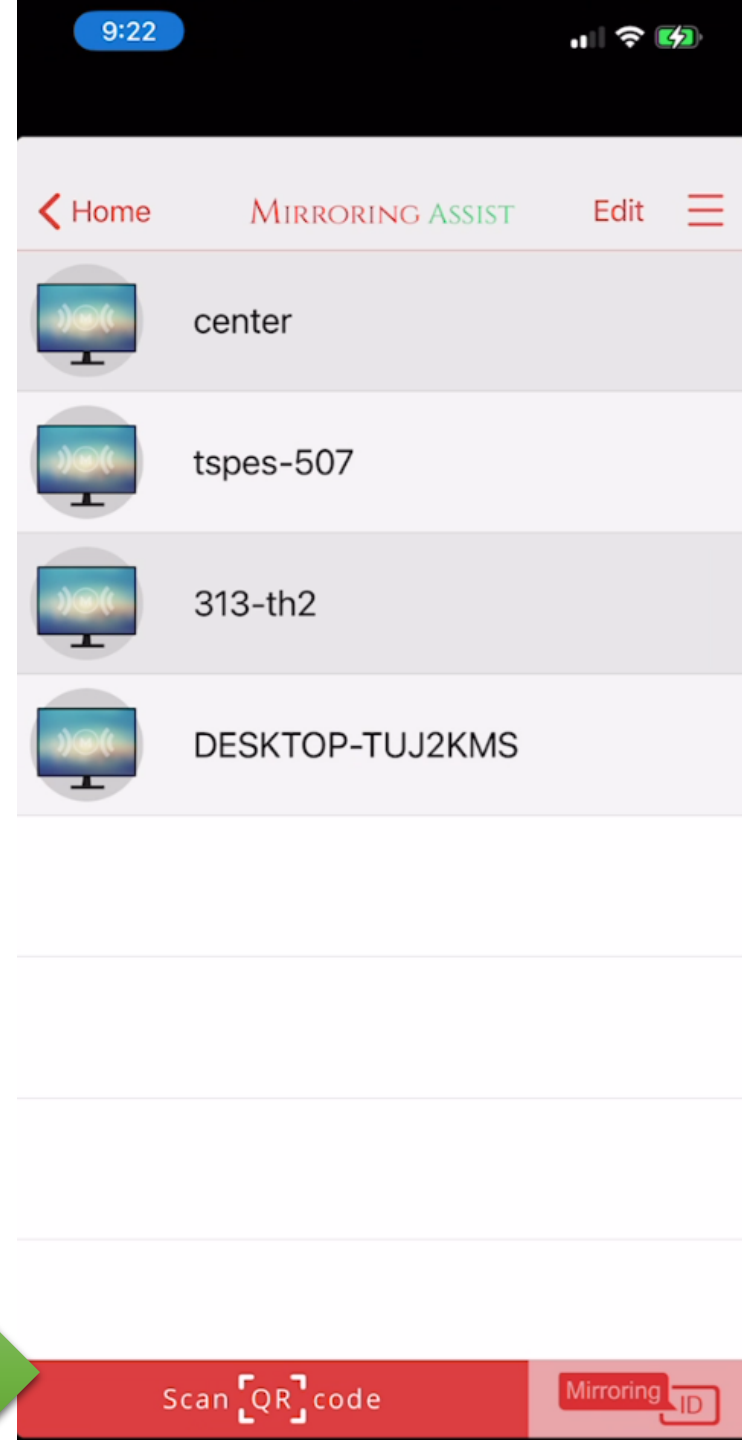 9:22
Home MIRRORING ASSIST Edit
center
tspes-507
313-th2
DESKTOP-TUJ2KMS
Scan QR code Mirroring ID